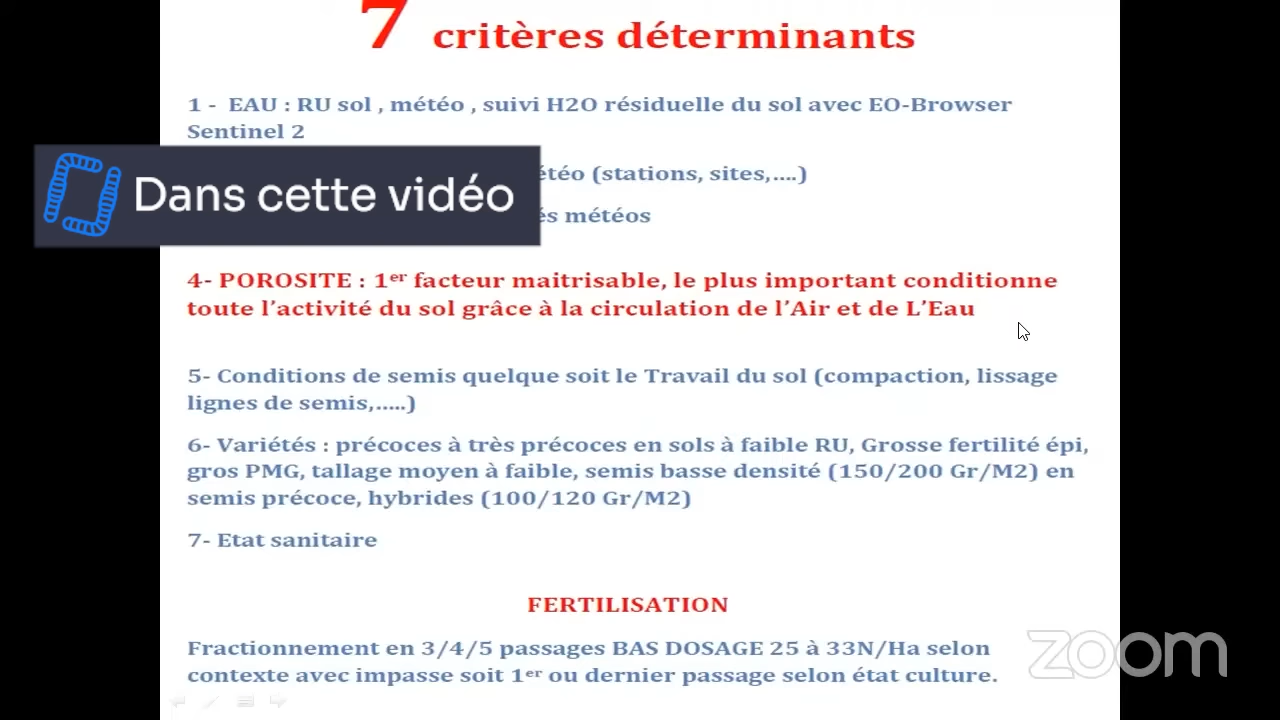 7 critères déterminants
1 - EAU : RU sol , météo , suivi H2O résiduelle du sol avec EO-Browser
Sentinel 2
Dans cette vidéo
(stations, sites,....)
météos
4- POROSITE : 1er facteur maitrisable, le plus important conditionne
toute l'activité du sol grâce à la circulation de l'Air et de L'Eau
5- Conditions de semis quelque soit le Travail du sol (compaction, lissage
lignes de semis,.....)
6- Variétés : précoces à très précoces en sols à faible RU, Grosse fertilité épi,
gros PMG, tallage moyen à faible, semis basse densité (150/200 Gr/M2) en
semis précoce, hybrides (100/120 Gr/M2)
7- Etat sanitaire
FERTILISATION
Fractionnement en 3/4/5 passages BAS DOSAGE 25 à 33N/Ha selon
contexte avec impasse soit 1er ou dernier passage selon état culture.
zoom